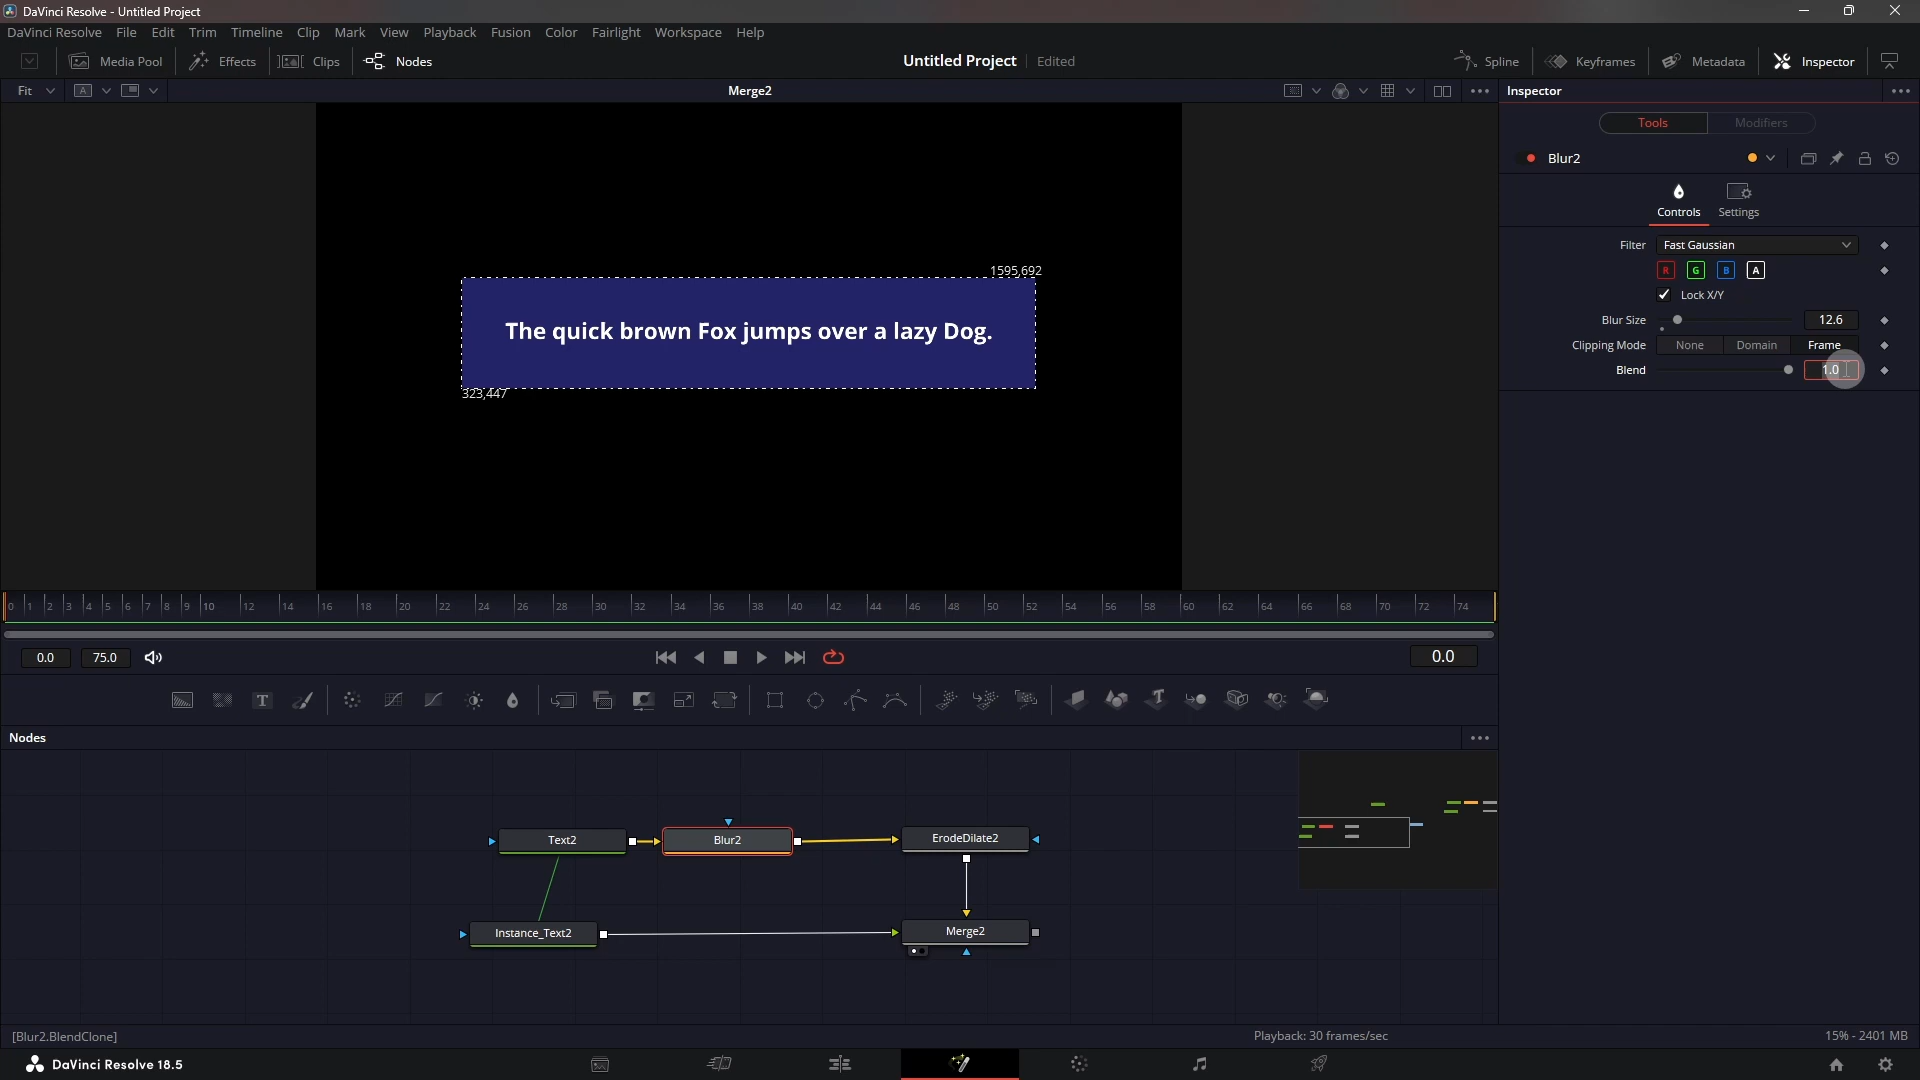 DaVinci Resolve - Untitled Project
DaVinci Resolve File Edit Trim Timeline Clip Mark View Playback Fusion Color Fairlight Workspace Help
Media Pool Effects Clips Nodes Untitled Project Edited Spline Keyframes Metadata Inspector
Fit A Merge2 Inspector
Tools Modifiers
Blur2
Controls Settings
Filter Fast Gaussian
R G B A
Lock X/Y
Blur Size 12.6
Clipping Mode None Domain Frame
Blend 1.0
1595,692
The quick brown Fox jumps over a lazy Dog.
323,447
0 1 2 3 4 5 6 7 8 9 10 12 14 16 18 20 22 24 26 28 30 32 34 36 38 40 42 44 46 48 50 52 54 56 58 60 62 64 66 68 70 72 74
0.0 75.0 0.0
T T
Nodes
Text2 Blur2 ErodeDilate2
Instance_Text2 Merge2
[Blur2.BlendClone] Playback: 30 frames/sec 15% - 2401 MB
DaVinci Resolve 18.5